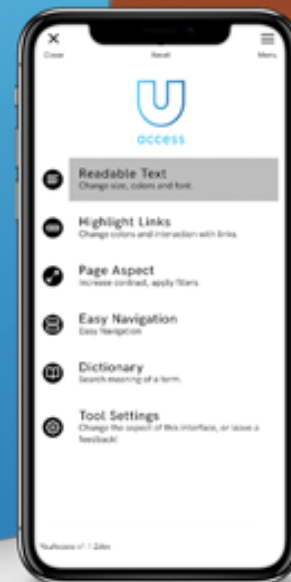 Close
Reset
Menu
U
access
Readable Text
Change size, colors and font.
Highlight Links
Change colors and interaction with links.
Page Aspect
Increase contrast, apply filters.
Easy Navigation
Easy Navigation
Dictionary
Search meaning of a term.
Tool Settings
Change the aspect of this interface, or leave a
feedback!